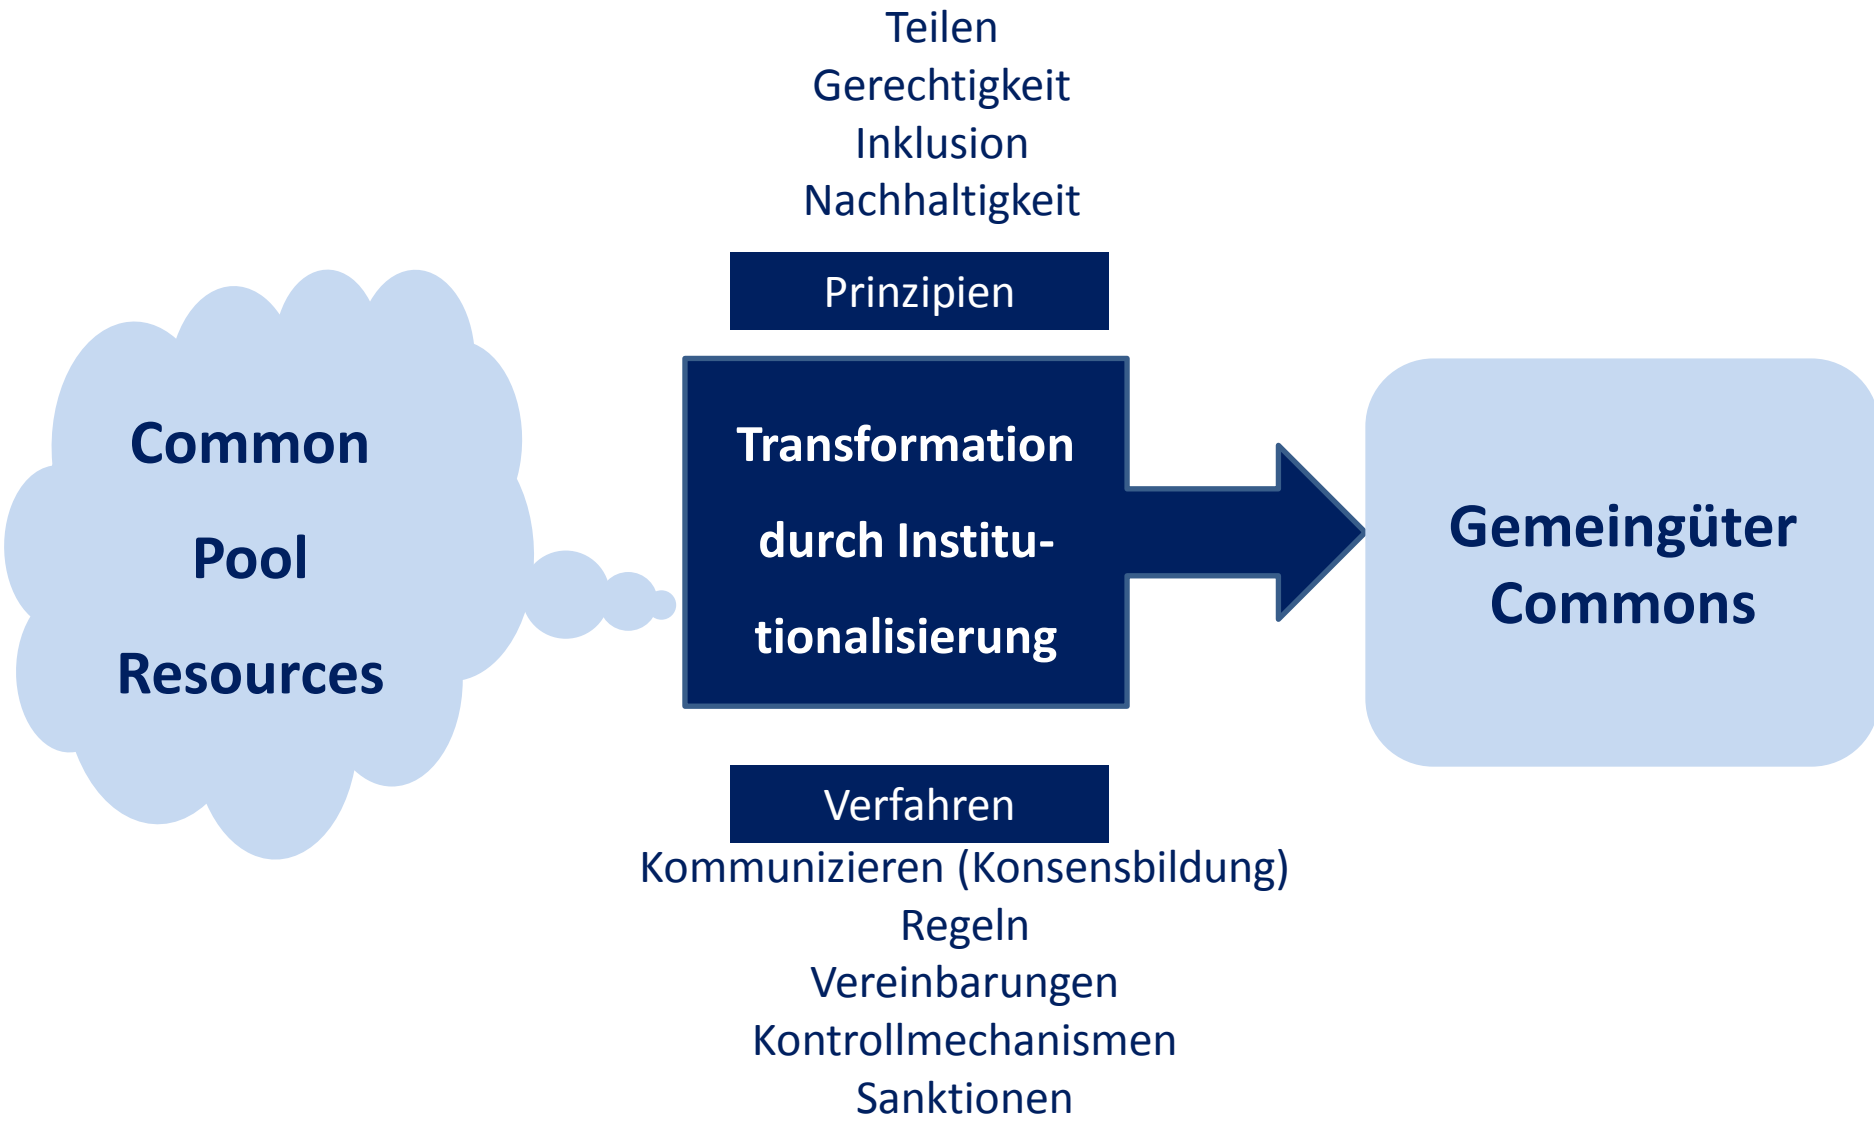 Teilen
Gerechtigkeit
Inklusion
Nachhaltigkeit
Prinzipien
Common
Pool
Resources
Transformation
durch Institu-
tionalisierung
Gemeingüter
Commons
Verfahren
Kommunizieren (Konsensbildung)
Regeln
Vereinbarungen
Kontrollmechanismen
Sanktionen